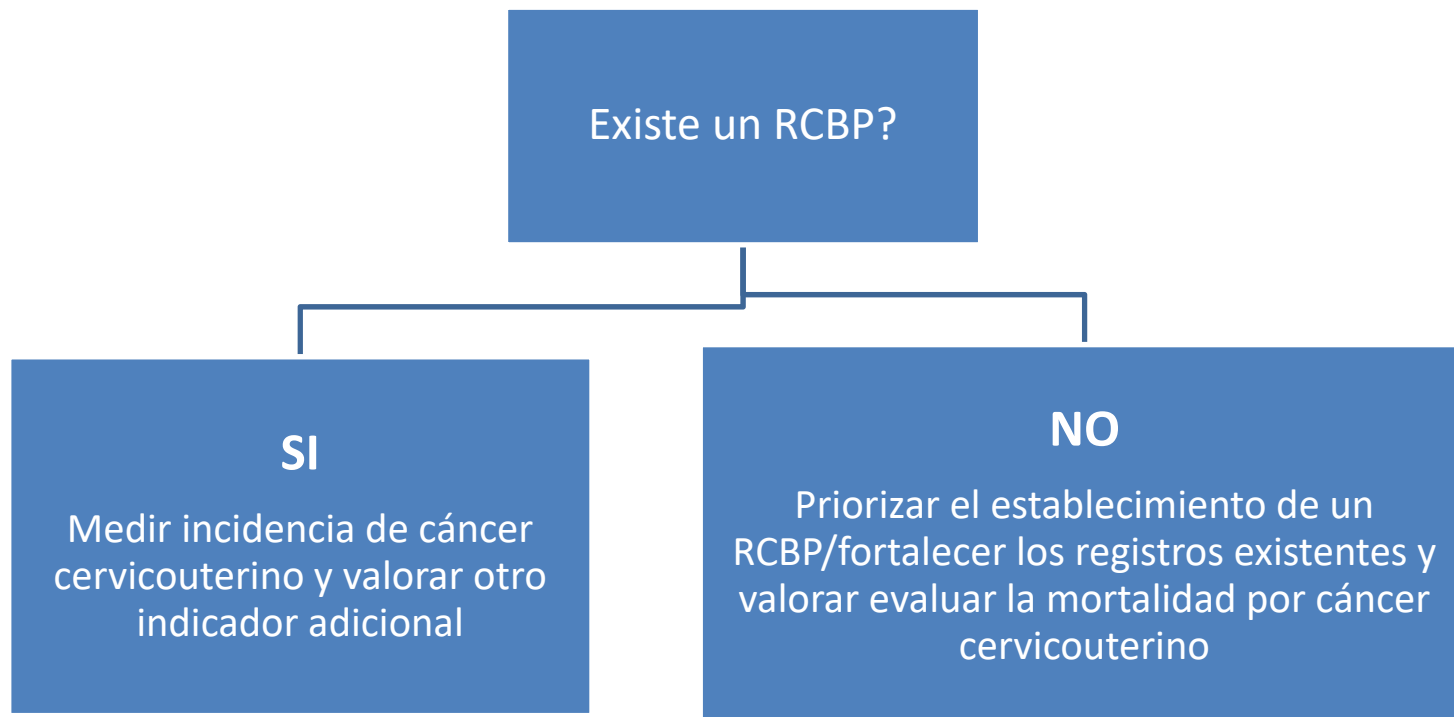 Existe un RCBP?
SI
Medir incidencia de cáncer
cervicouterino y valorar otro
indicador adicional
NO
Priorizar el establecimiento de un
RCBP/fortalecer los registros existentes y
valorar evaluar la mortalidad por cáncer
cervicouterino